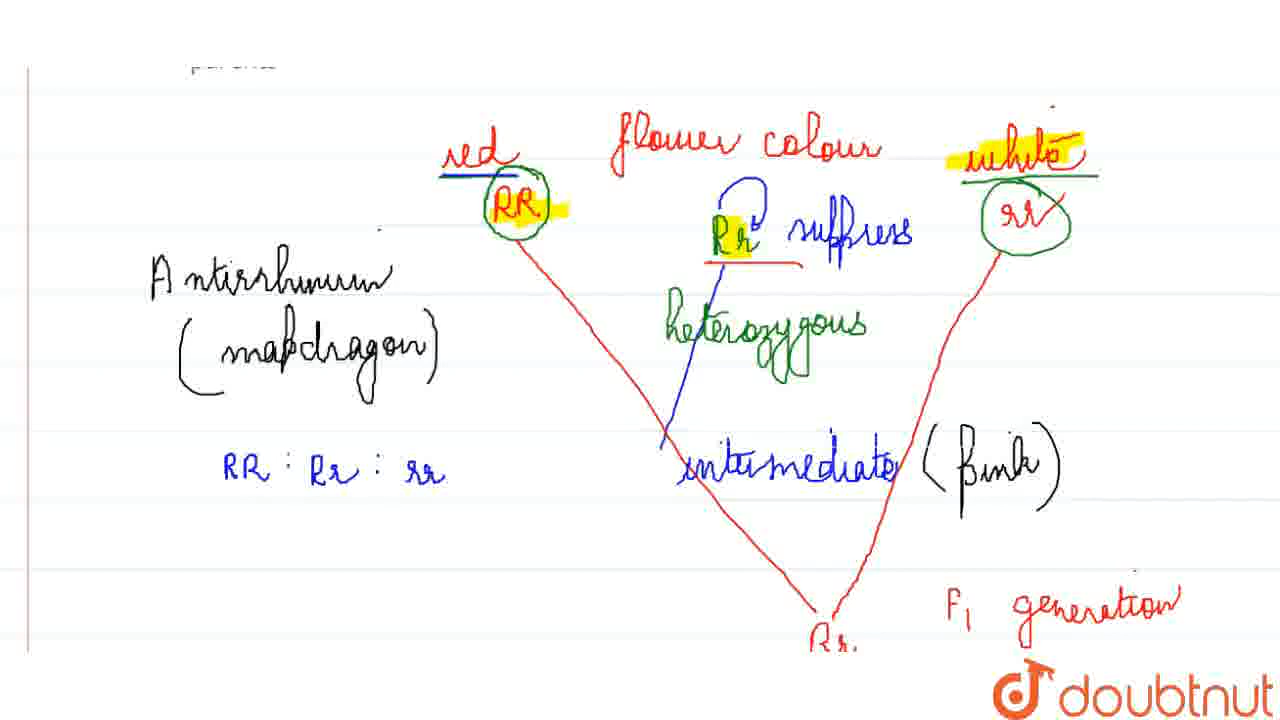 red flower colour white
RR
Rr suppress
rr
Antirrhinum
(snapdragon)
heterozygous
RR : Rr : rr
intermediate (pink)
F1 generation
Rr
doubtnut